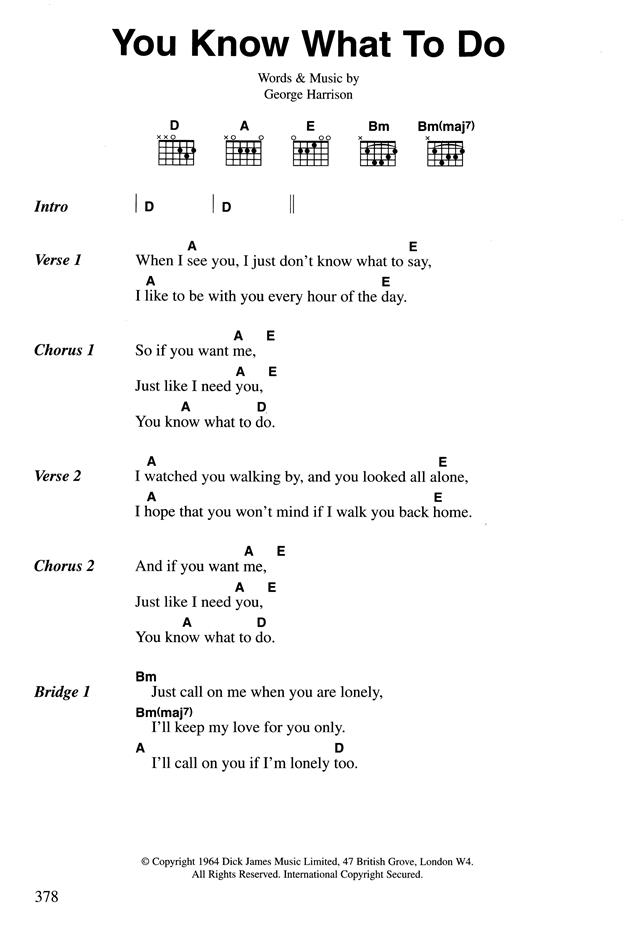 You Know What To Do
Words & Music by
George Harrison
D A E Bm Bm(maj7)
Intro | D | D ||
A E
Verse 1 When I see you, I just don't know what to say,
A E
I like to be with you every hour of the day.
A E
Chorus 1 So if you want me,
A E
Just like I need you,
A D
You know what to do.
A E
Verse 2 I watched you walking by, and you looked all alone,
A E
I hope that you won't mind if I walk you back home.
A E
Chorus 2 And if you want me,
A E
Just like I need you,
A D
You know what to do.
Bm
Bridge 1 Just call on me when you are lonely,
Bm(maj7)
I'll keep my love for you only.
A D
I'll call on you if I'm lonely too.
© Copyright 1964 Dick James Music Limited, 47 British Grove, London W4.
All Rights Reserved. International Copyright Secured.
378